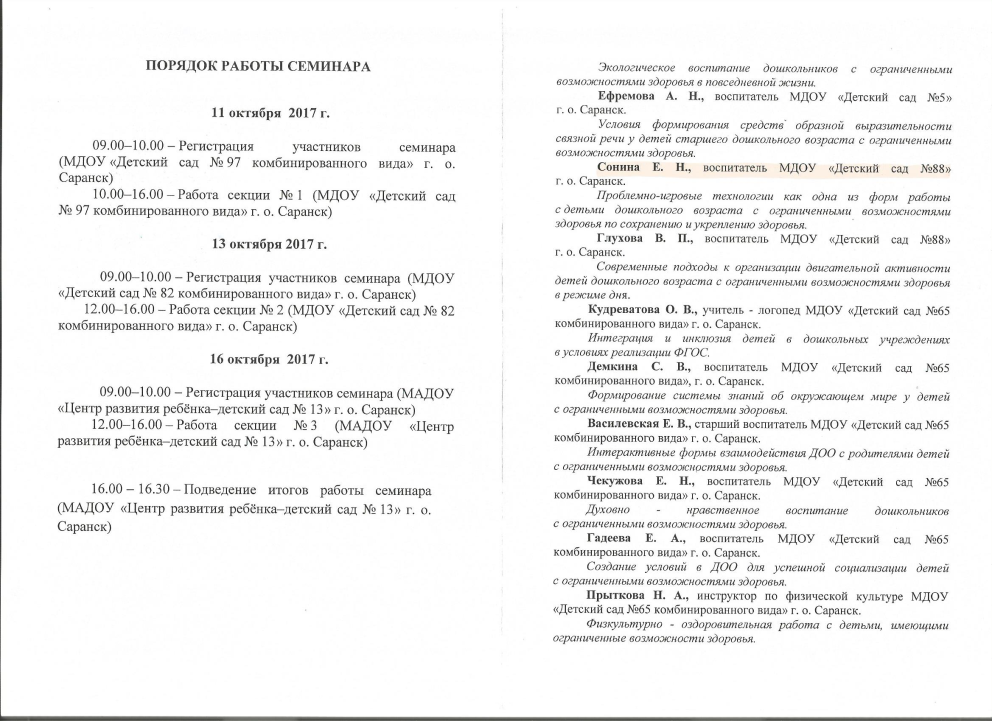 ПОРЯДОК РАБОТЫ СЕМИНАРА
11 октября 2017 г.
09.00–10.00 – Регистрация участников семинара
(МДОУ «Детский сад № 97 комбинированного вида» г. о.
Саранск)
10.00–16.00 – Работа секции № 1 (МДОУ «Детский сад
№ 97 комбинированного вида» г. о. Саранск)
13 октября 2017 г.
09.00–10.00 – Регистрация участников семинара (МДОУ
«Детский сад № 82 комбинированного вида» г. о. Саранск)
12.00–16.00 – Работа секции № 2 (МДОУ «Детский сад № 82
комбинированного вида» г. о. Саранск)
16 октября 2017 г.
09.00–10.00 – Регистрация участников семинара (МАДОУ
«Центр развития ребёнка–детский сад № 13» г. о. Саранск)
12.00–16.00 – Работа секции № 3 (МАДОУ «Центр
развития ребёнка–детский сад № 13» г. о. Саранск)
16.00 – 16.30 – Подведение итогов работы семинара
(МАДОУ «Центр развития ребёнка–детский сад № 13» г. о.
Саранск)
Экологическое воспитание дошкольников с ограниченными
возможностями здоровья в повседневной жизни.
Ефремова А. Н., воспитатель МДОУ «Детский сад №5»
г. о. Саранск.
Условия формирования средств образной выразительности
связной речи у детей старшего дошкольного возраста с ограниченными
возможностями здоровья.
Сонина Е. Н., воспитатель МДОУ «Детский сад №88»
г. о. Саранск.
Проблемно-игровые технологии как одна из форм работы
с детьми дошкольного возраста с ограниченными возможностями
здоровья по сохранению и укреплению здоровья.
Глухова В. П., воспитатель МДОУ «Детский сад №88»
г. о. Саранск.
Современные подходы к организации двигательной активности
детей дошкольного возраста с ограниченными возможностями здоровья
в режиме дня.
Кудреватова О. В., учитель - логопед МДОУ «Детский сад №65
комбинированного вида» г. о. Саранск.
Интеграция и инклюзия детей в дошкольных учреждениях
в условиях реализации ФГОС.
Демкина С. В., воспитатель МДОУ «Детский сад №65
комбинированного вида», г. о. Саранск.
Формирование системы знаний об окружающем мире у детей
с ограниченными возможностями здоровья.
Василевская Е. В., старший воспитатель МДОУ «Детский сад №65
комбинированного вида» г. о. Саранск.
Интерактивные формы взаимодействия ДОО с родителями детей
с ограниченными возможностями здоровья.
Чекужова Е. Н., воспитатель МДОУ «Детский сад №65
комбинированного вида» г. о. Саранск.
Духовно - нравственное воспитание дошкольников
с ограниченными возможностями здоровья.
Гадеева Е. А., воспитатель МДОУ «Детский сад №65
комбинированного вида» г. о. Саранск.
Создание условий в ДОО для успешной социализации детей
с ограниченными возможностями здоровья.
Прыткова Н. А., инструктор по физической культуре МДОУ
«Детский сад №65 комбинированного вида» г. о. Саранск.
Физкультурно - оздоровительная работа с детьми, имеющими
ограниченные возможности здоровья.